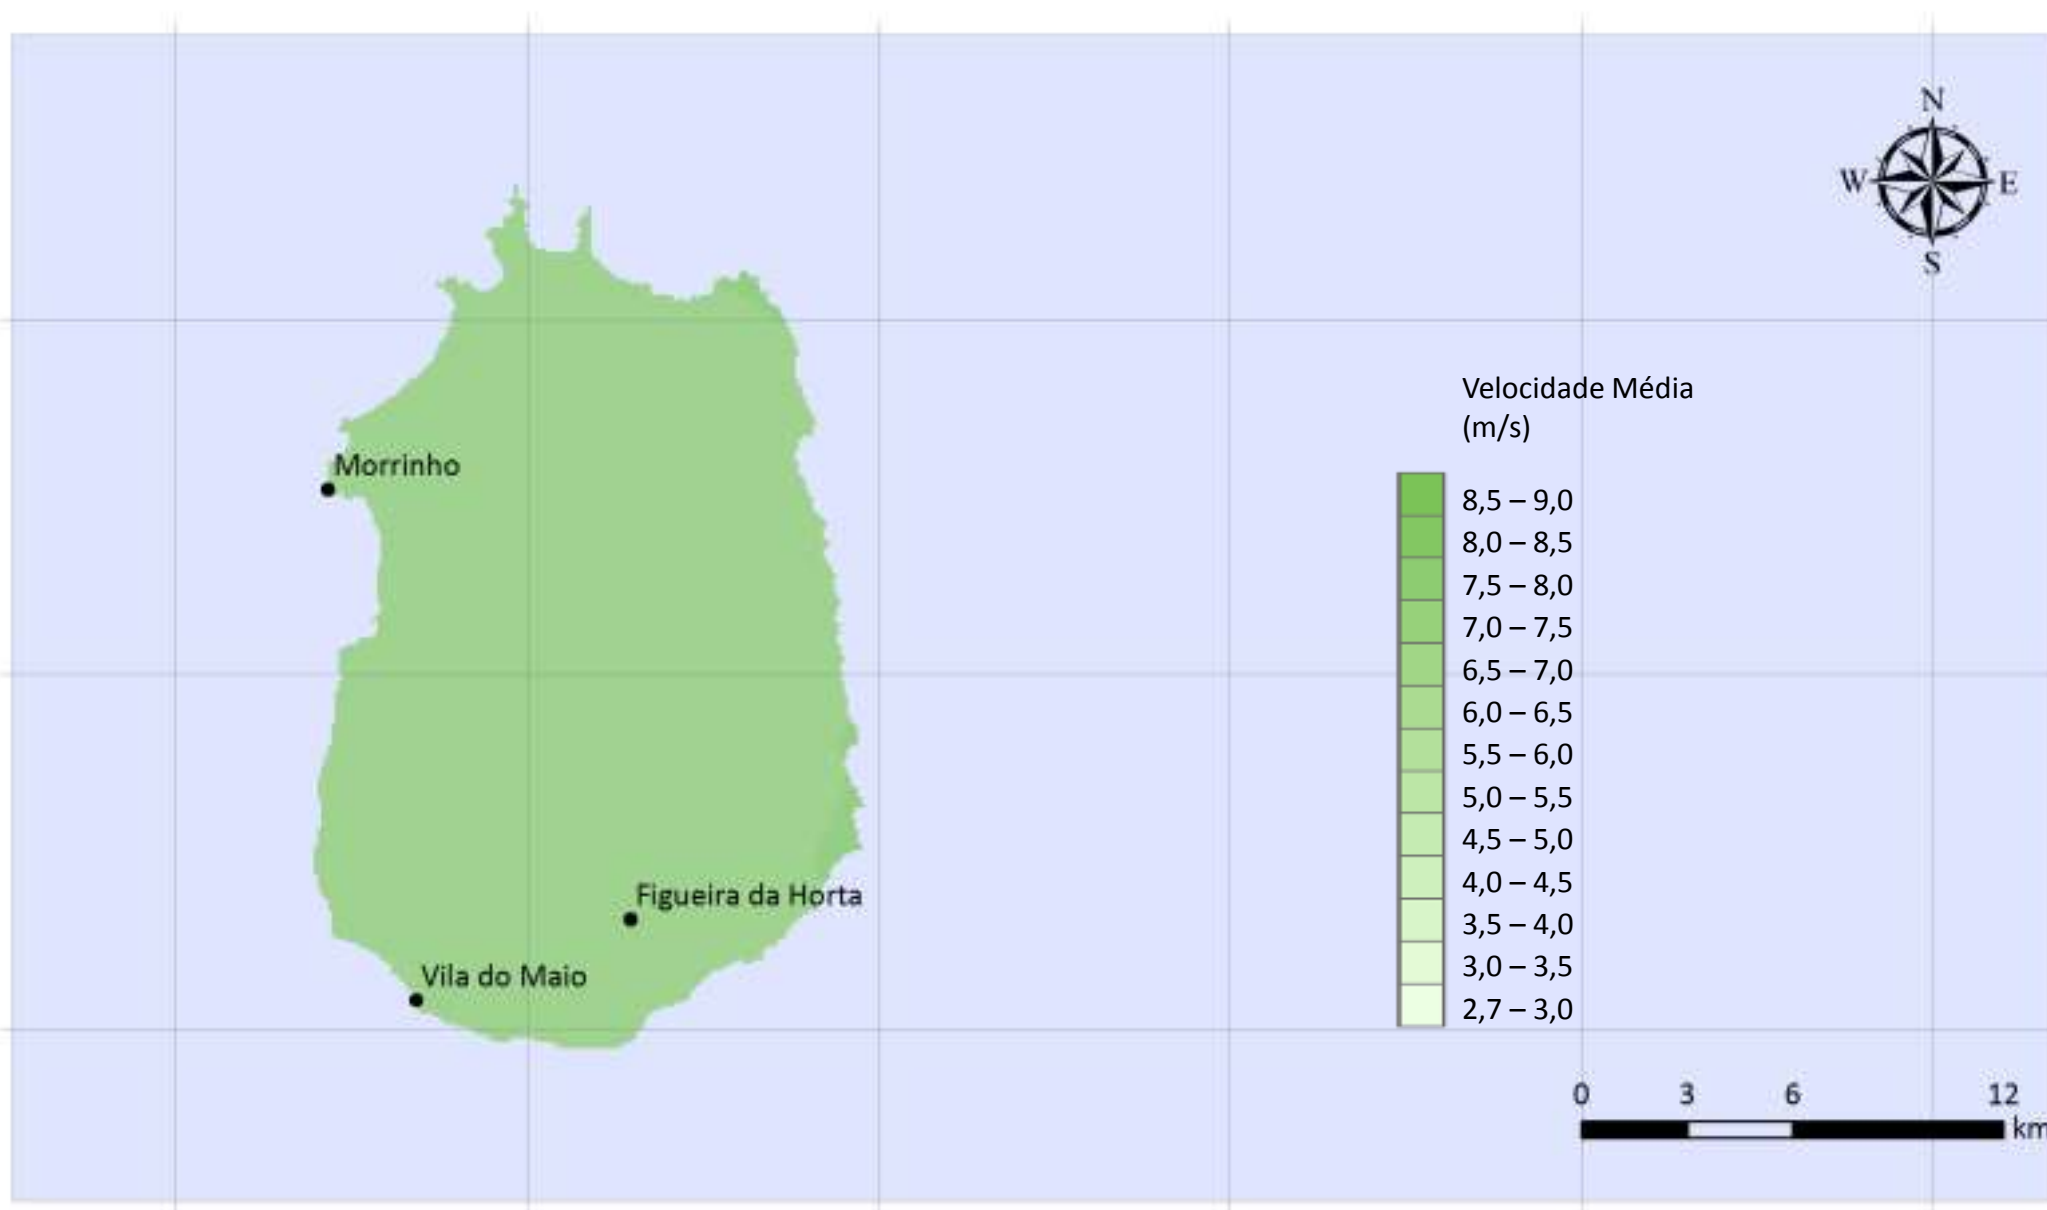 N
W E
S
Velocidade Média
(m/s)
Morrinho
8,5 – 9,0
8,0 – 8,5
7,5 – 8,0
7,0 – 7,5
6,5 – 7,0
6,0 – 6,5
5,5 – 6,0
5,0 – 5,5
4,5 – 5,0
4,0 – 4,5
3,5 – 4,0
3,0 – 3,5
2,7 – 3,0
Figueira da Horta
Vila do Maio
0 3 6 12
km